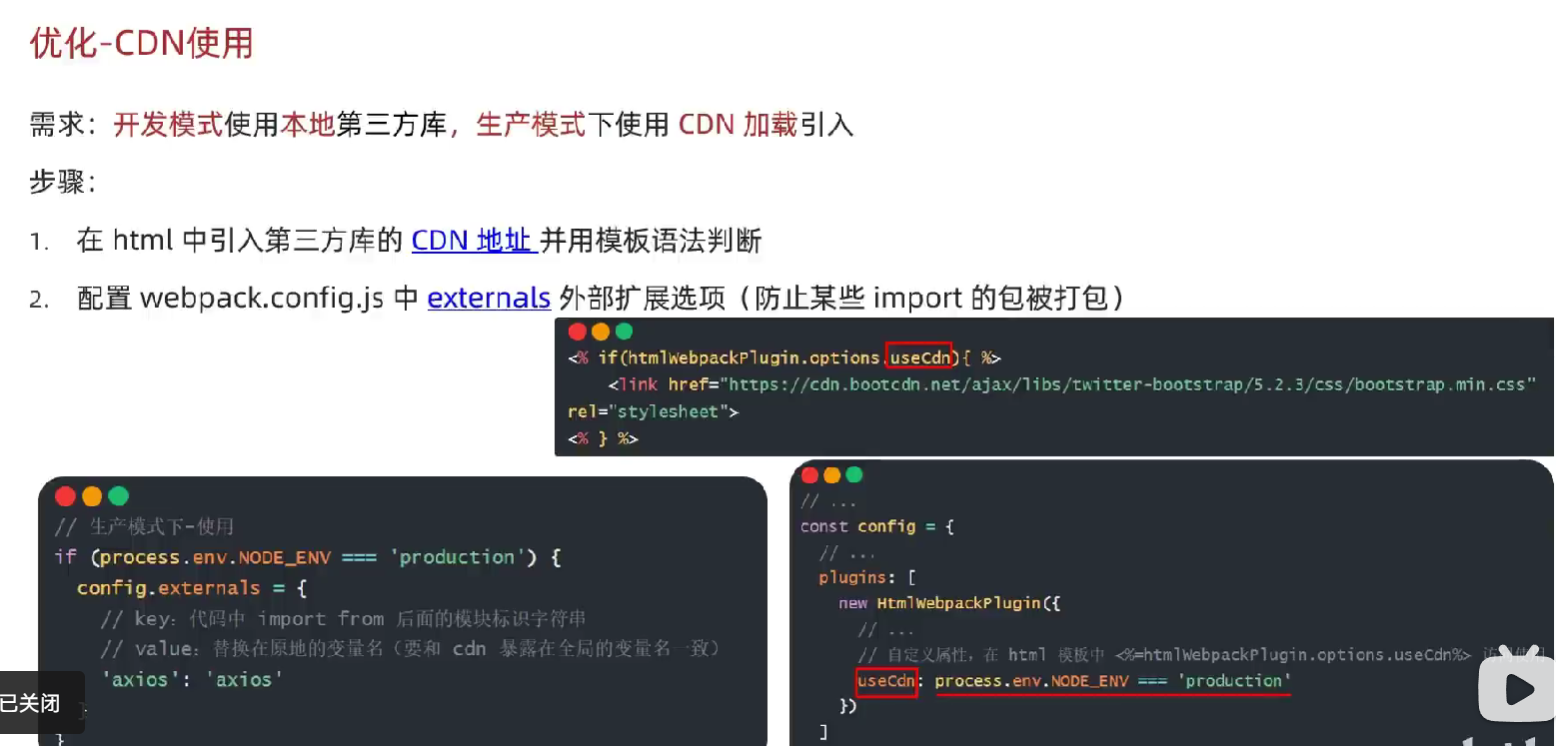 优化-CDN使用
需求：开发模式使用本地第三方库，生产模式下使用 CDN 加载引入
步骤：
1. 在 html 中引入第三方库的 CDN 地址 并用模板语法判断
2. 配置 webpack.config.js 中 externals 外部扩展选项（防止某些 import 的包被打包）
<% if(htmlWebpackPlugin.options.useCdn){ %>
<link href="https://cdn.bootcdn.net/ajax/libs/twitter-bootstrap/5.2.3/css/bootstrap.min.css"
rel="stylesheet">
<% } %>
// 生产模式下-使用
if (process.env.NODE_ENV === 'production') {
config.externals = {
// key：代码中 import from 后面的模块标识字符串
// value：替换在原地的变量名（要和 cdn 暴露在全局的变量名一致）
'axios': 'axios'
}
}
已关闭
// ...
const config = {
// ...
plugins: [
new HtmlWebpackPlugin({
// ...
// 自定义属性，在 html 模板中 <%=htmlWebpackPlugin.options.useCdn%> 访问使用
useCdn: process.env.NODE_ENV === 'production'
})
]